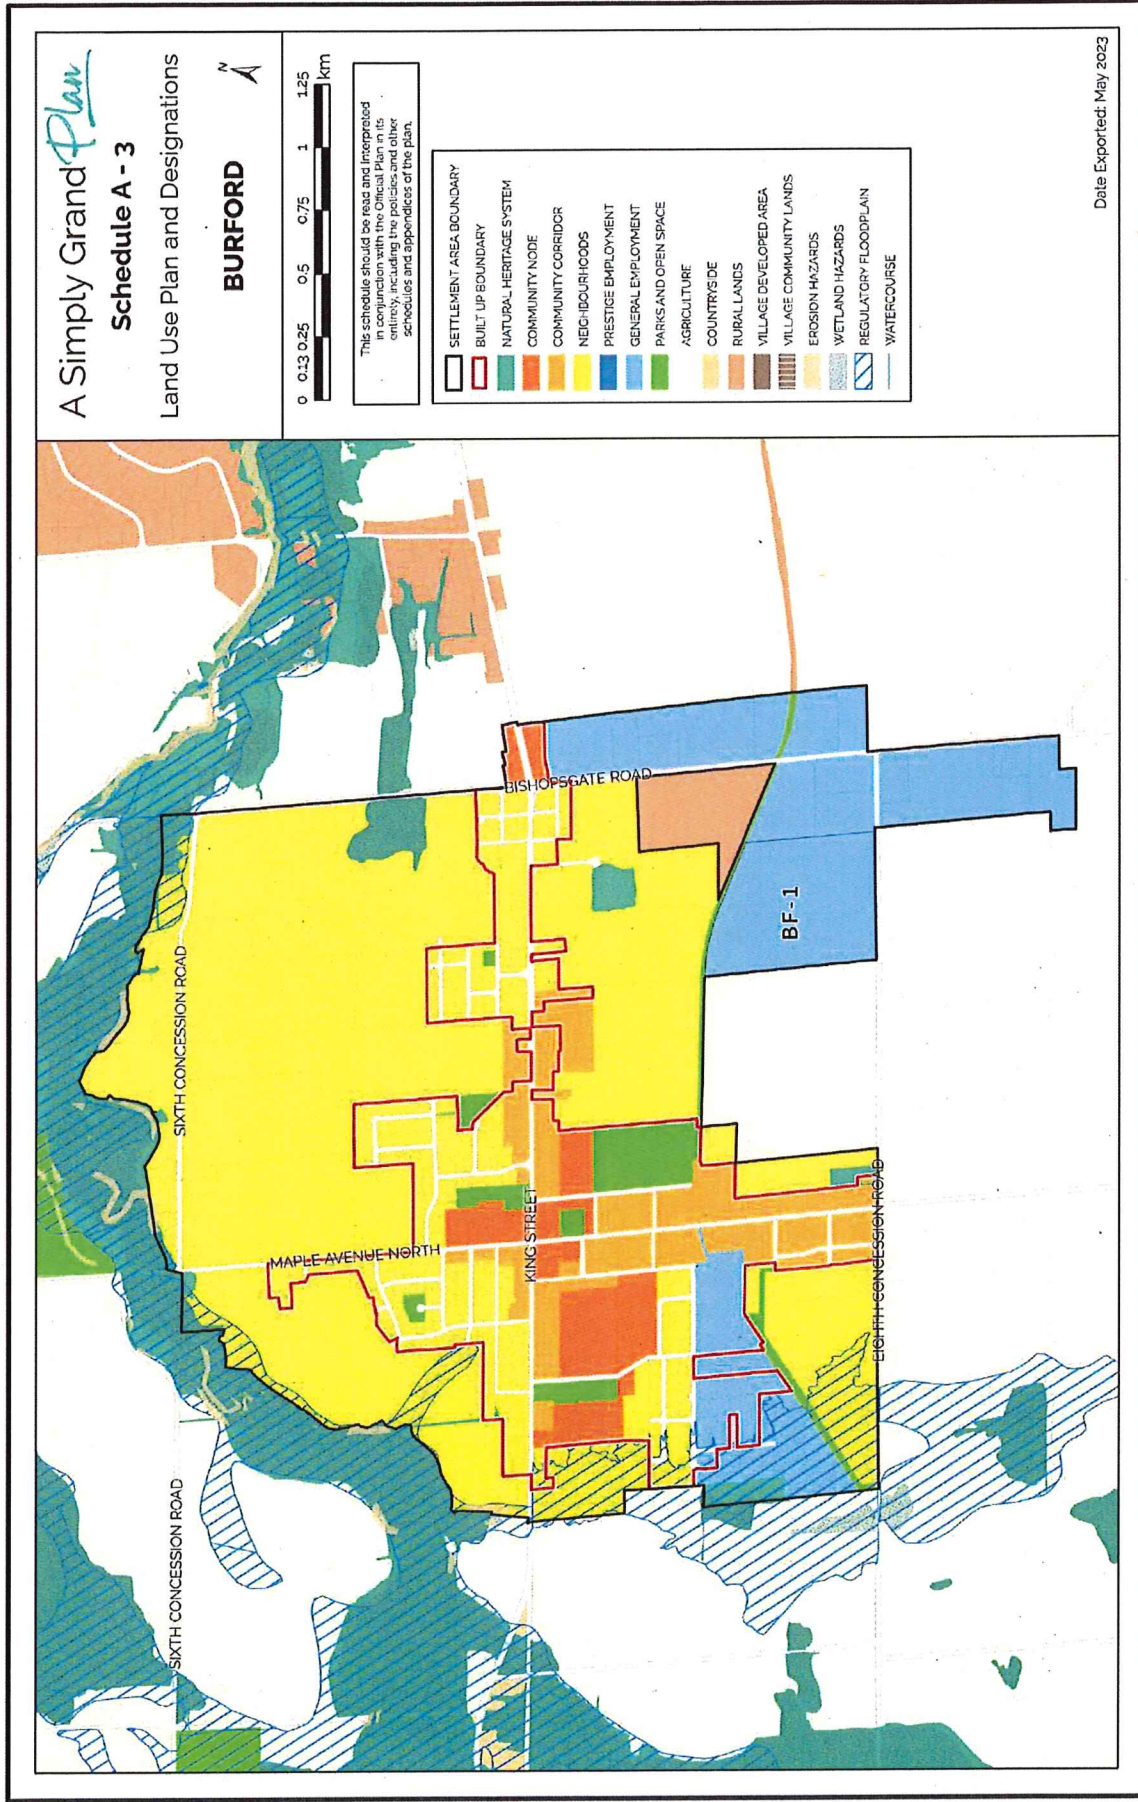 A Simply Grand Plan
Schedule A - 3
Land Use Plan and Designations
BURFORD
N
0 0.13 0.25 0.5 0.75 1 1.25
km
This schedule should be read and interpreted
in conjunction with the Official Plan in its
entirety, including the policies and other
schedules and appendices of the plan.
SETTLEMENT AREA BOUNDARY
BUILT UP BOUNDARY
NATURAL HERITAGE SYSTEM
COMMUNITY NODE
COMMUNITY CORRIDOR
NEIGHBOURHOODS
PRESTIGE EMPLOYMENT
GENERAL EMPLOYMENT
PARKS AND OPEN SPACE
AGRICULTURE
COUNTRYSIDE
RURAL LANDS
VILLAGE DEVELOPED AREA
VILLAGE COMMUNITY LANDS
EROSION HAZARDS
WETLAND HAZARDS
REGULATORY FLOODPLAIN
WATERCOURSE
Date Exported: May 2023
SIXTH CONCESSION ROAD
SIXTH CONCESSION ROAD
MAPLE AVENUE NORTH
KING STREET
BISHOPSGATE ROAD
BF-1
EIGHTH CONCESSION ROAD